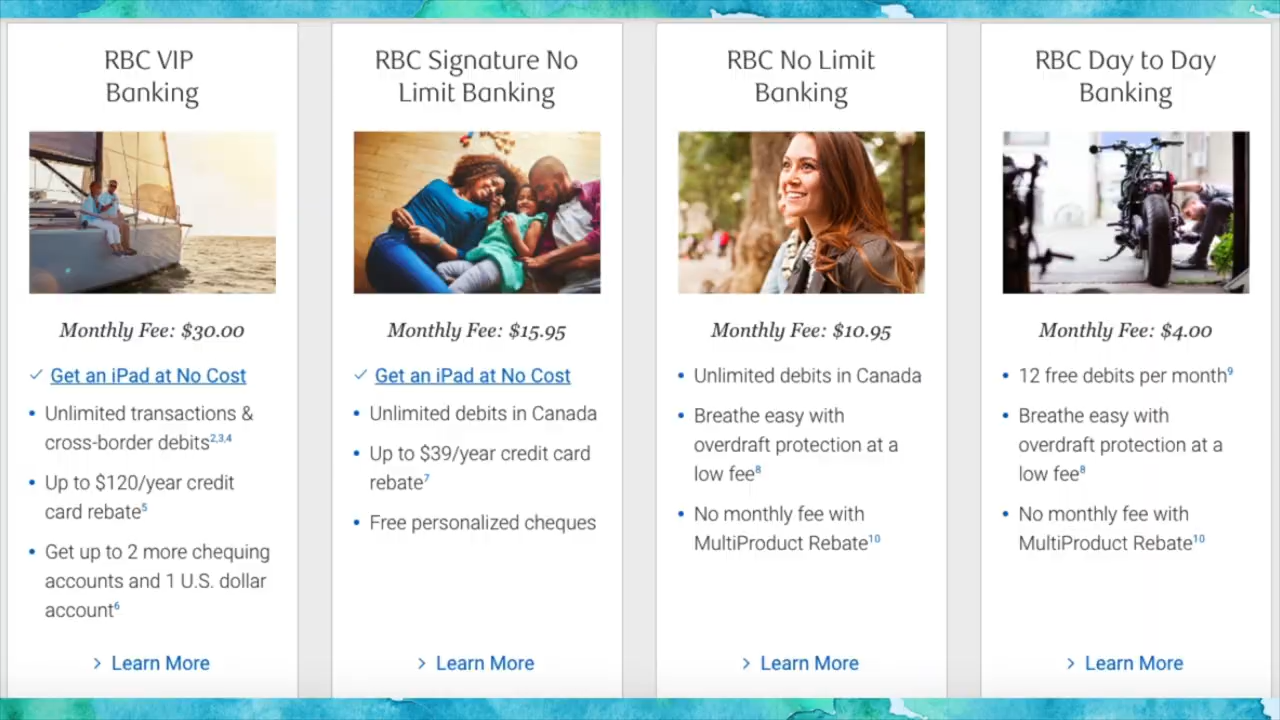 RBC VIP
Banking
Monthly Fee: $30.00
✓ Get an iPad at No Cost
• Unlimited transactions &
cross-border debits2,3,4
• Up to $120/year credit
card rebate5
• Get up to 2 more chequing
accounts and 1 U.S. dollar
account6
> Learn More
RBC Signature No
Limit Banking
Monthly Fee: $15.95
✓ Get an iPad at No Cost
• Unlimited debits in Canada
• Up to $39/year credit card
rebate7
• Free personalized cheques
> Learn More
RBC No Limit
Banking
Monthly Fee: $10.95
• Unlimited debits in Canada
• Breathe easy with
overdraft protection at a
low fee8
• No monthly fee with
MultiProduct Rebate10
> Learn More
RBC Day to Day
Banking
Monthly Fee: $4.00
• 12 free debits per month9
• Breathe easy with
overdraft protection at a
low fee8
• No monthly fee with
MultiProduct Rebate10
> Learn More